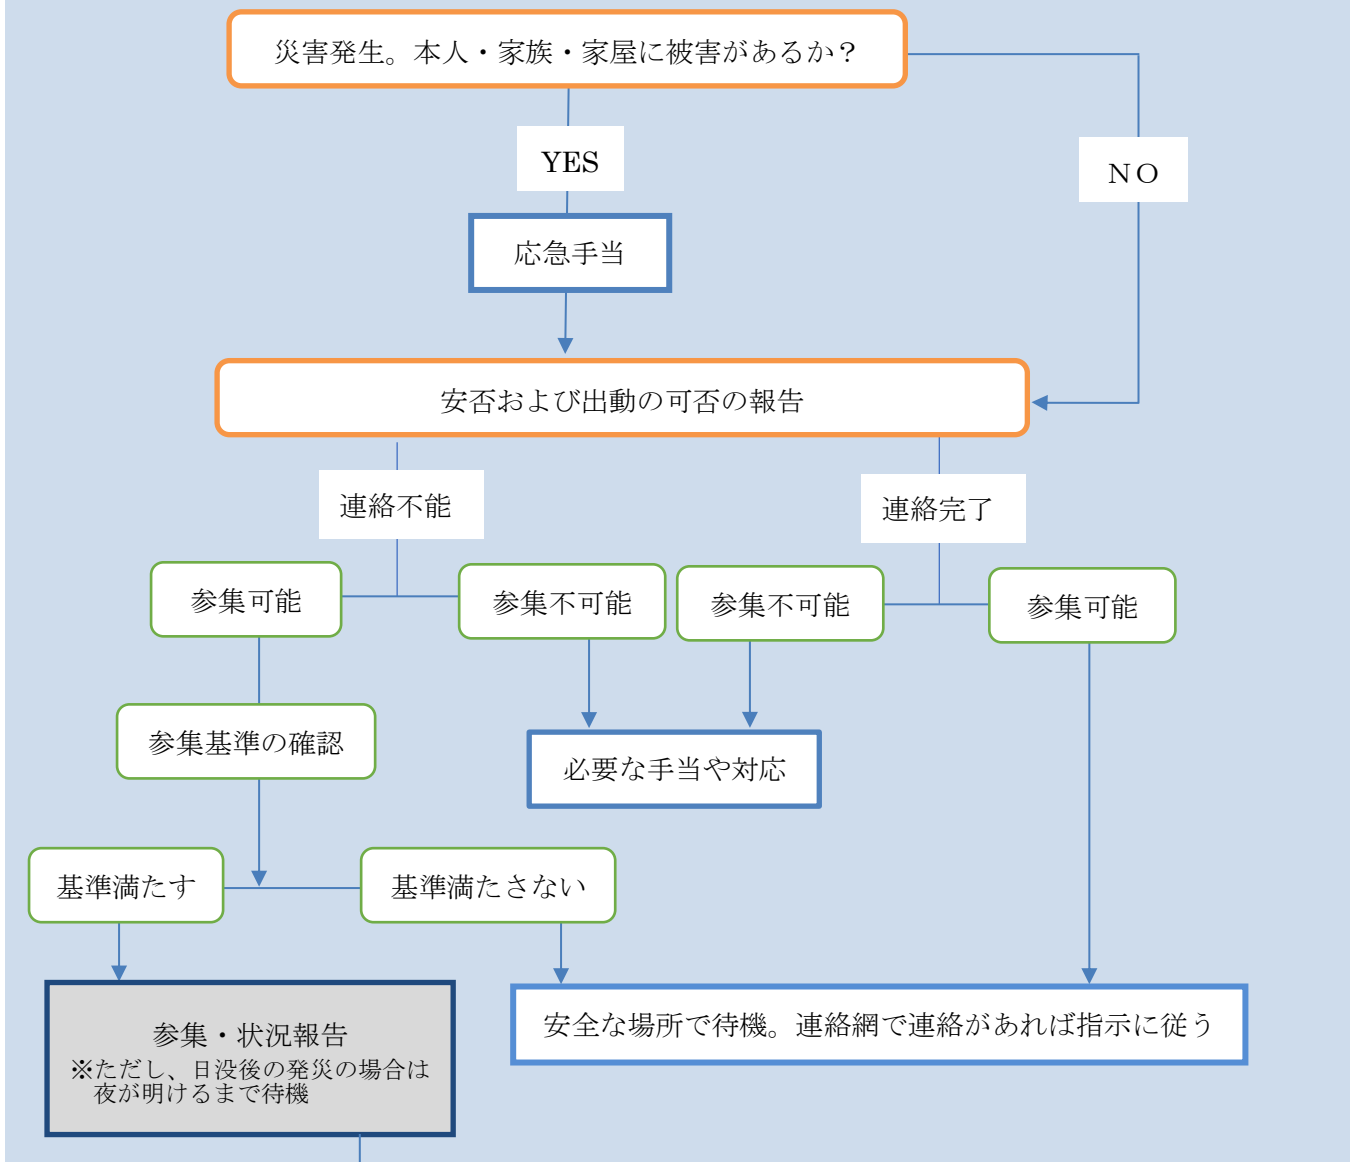 災害発生。本人・家族・家屋に被害があるか？
YES
ＮＯ
応急手当
安否および出動の可否の報告
連絡不能
連絡完了
参集可能
参集不可能
参集不可能
参集可能
参集基準の確認
必要な手当や対応
基準満たす
基準満たさない
参集・状況報告
※ただし、日没後の発災の場合は
夜が明けるまで待機
安全な場所で待機。連絡網で連絡があれば指示に従う